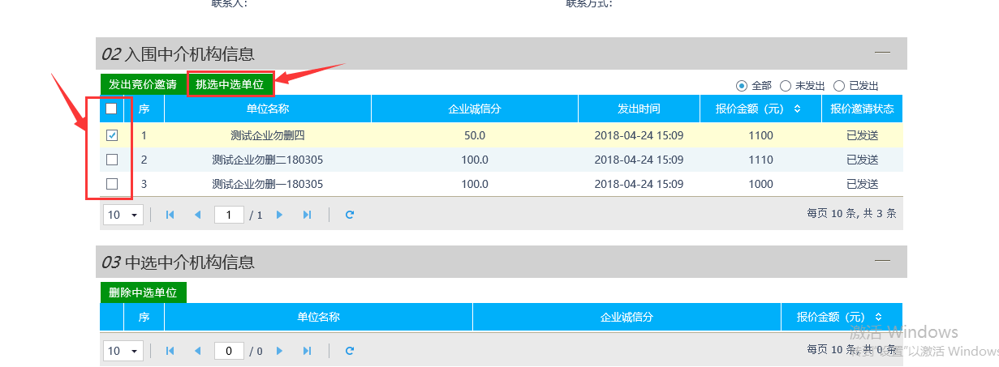 联系人： 联系方式：
02 入围中介机构信息
发出竞价邀请 挑选中选单位 全部 未发出 已发出
序 单位名称 企业诚信分 发出时间 报价金额（元） 报价邀请状态
1 测试企业勿删四 50.0 2018-04-24 15:09 1100 已发送
2 测试企业勿删二180305 100.0 2018-04-24 15:09 1110 已发送
3 测试企业勿删一180305 100.0 2018-04-24 15:09 1000 已发送
10 1 / 1 每页 10 条, 共 3 条
03 中选中介机构信息
删除中选单位
序 单位名称 企业诚信分 报价金额（元）
激活 Windows
10 0 / 0 每页 10 条, 共 0 条
转到"设置"以激活 Windows